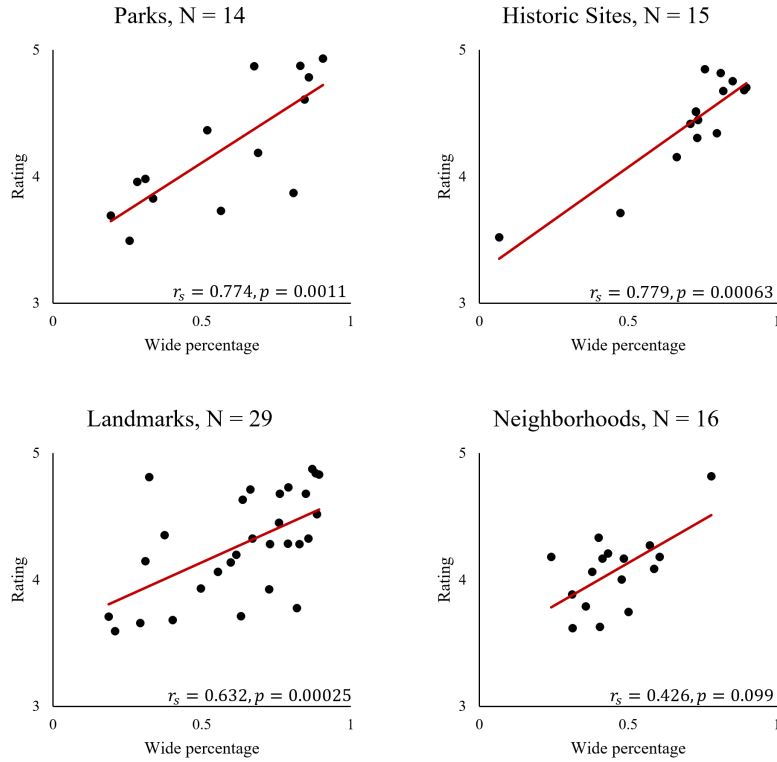 Parks, N = 14
5
4
3
Rating
r_s = 0.774, p = 0.0011
0
0.5
1
Wide percentage
Historic Sites, N = 15
5
4
3
Rating
r_s = 0.779, p = 0.00063
0
0.5
1
Wide percentage
Landmarks, N = 29
5
4
3
Rating
r_s = 0.632, p = 0.00025
0
0.5
1
Wide percentage
Neighborhoods, N = 16
5
4
3
Rating
r_s = 0.426, p = 0.099
0
0.5
1
Wide percentage